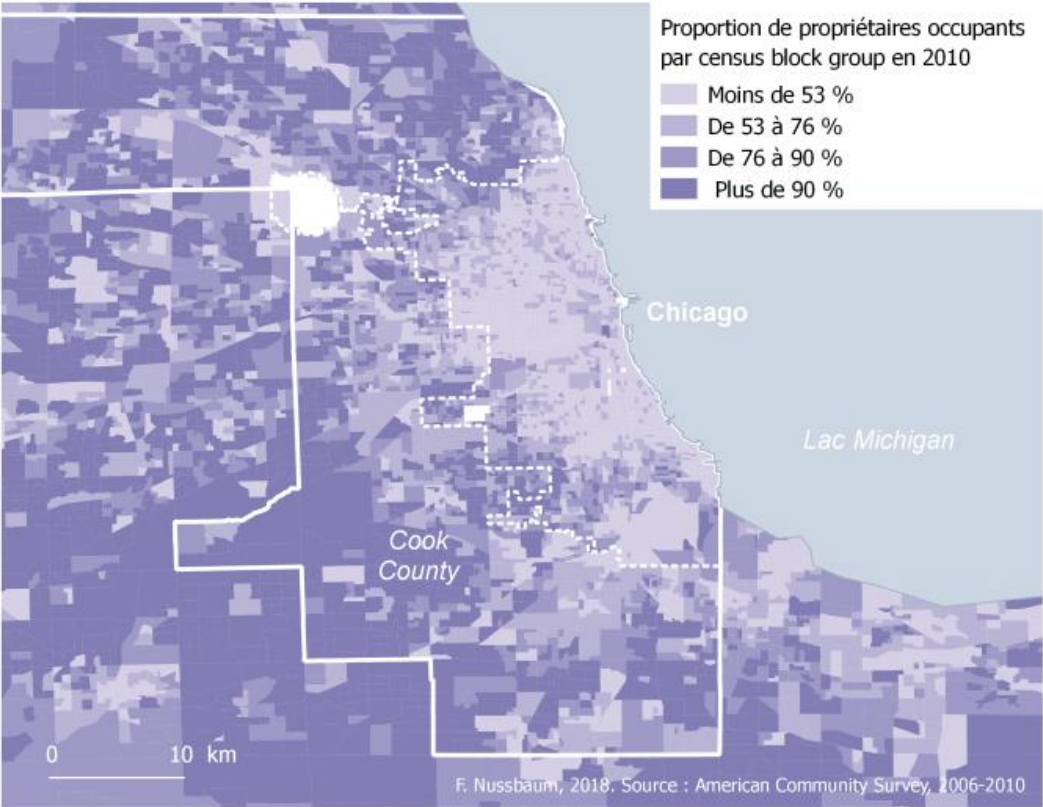 Proportion de propriétaires occupants
par census block group en 2010
Moins de 53 %
De 53 à 76 %
De 76 à 90 %
Plus de 90 %
Chicago
Lac Michigan
Cook
County
0 10 km
F. Nussbaum, 2018. Source : American Community Survey, 2006-2010